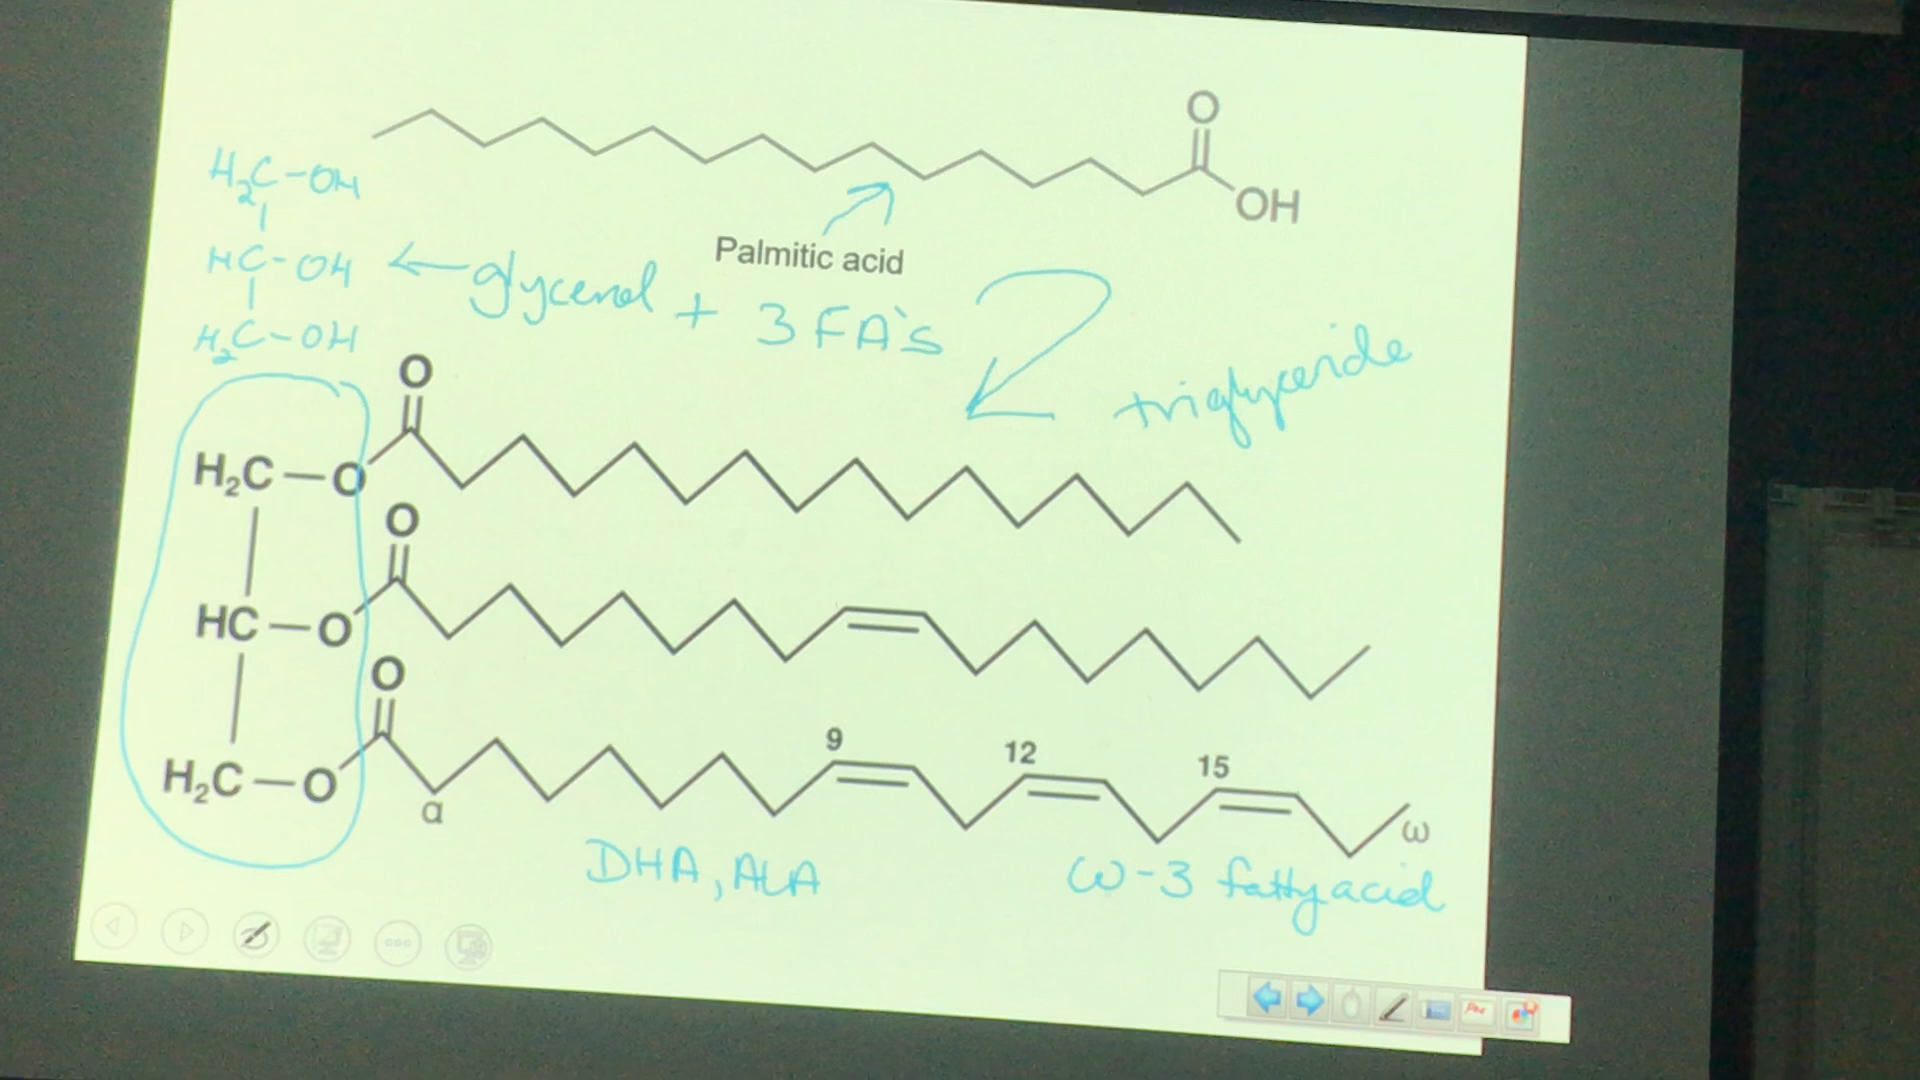 O
OH
H₂C-OH
HC-OH
H₂C-OH
Palmitic acid
← glycerol + 3 FA's
triglyceride
O
H₂C—O
O
HC—O
O
H₂C—O
α
9
12
15
ω
DHA, ALA
ω-3 fatty acid